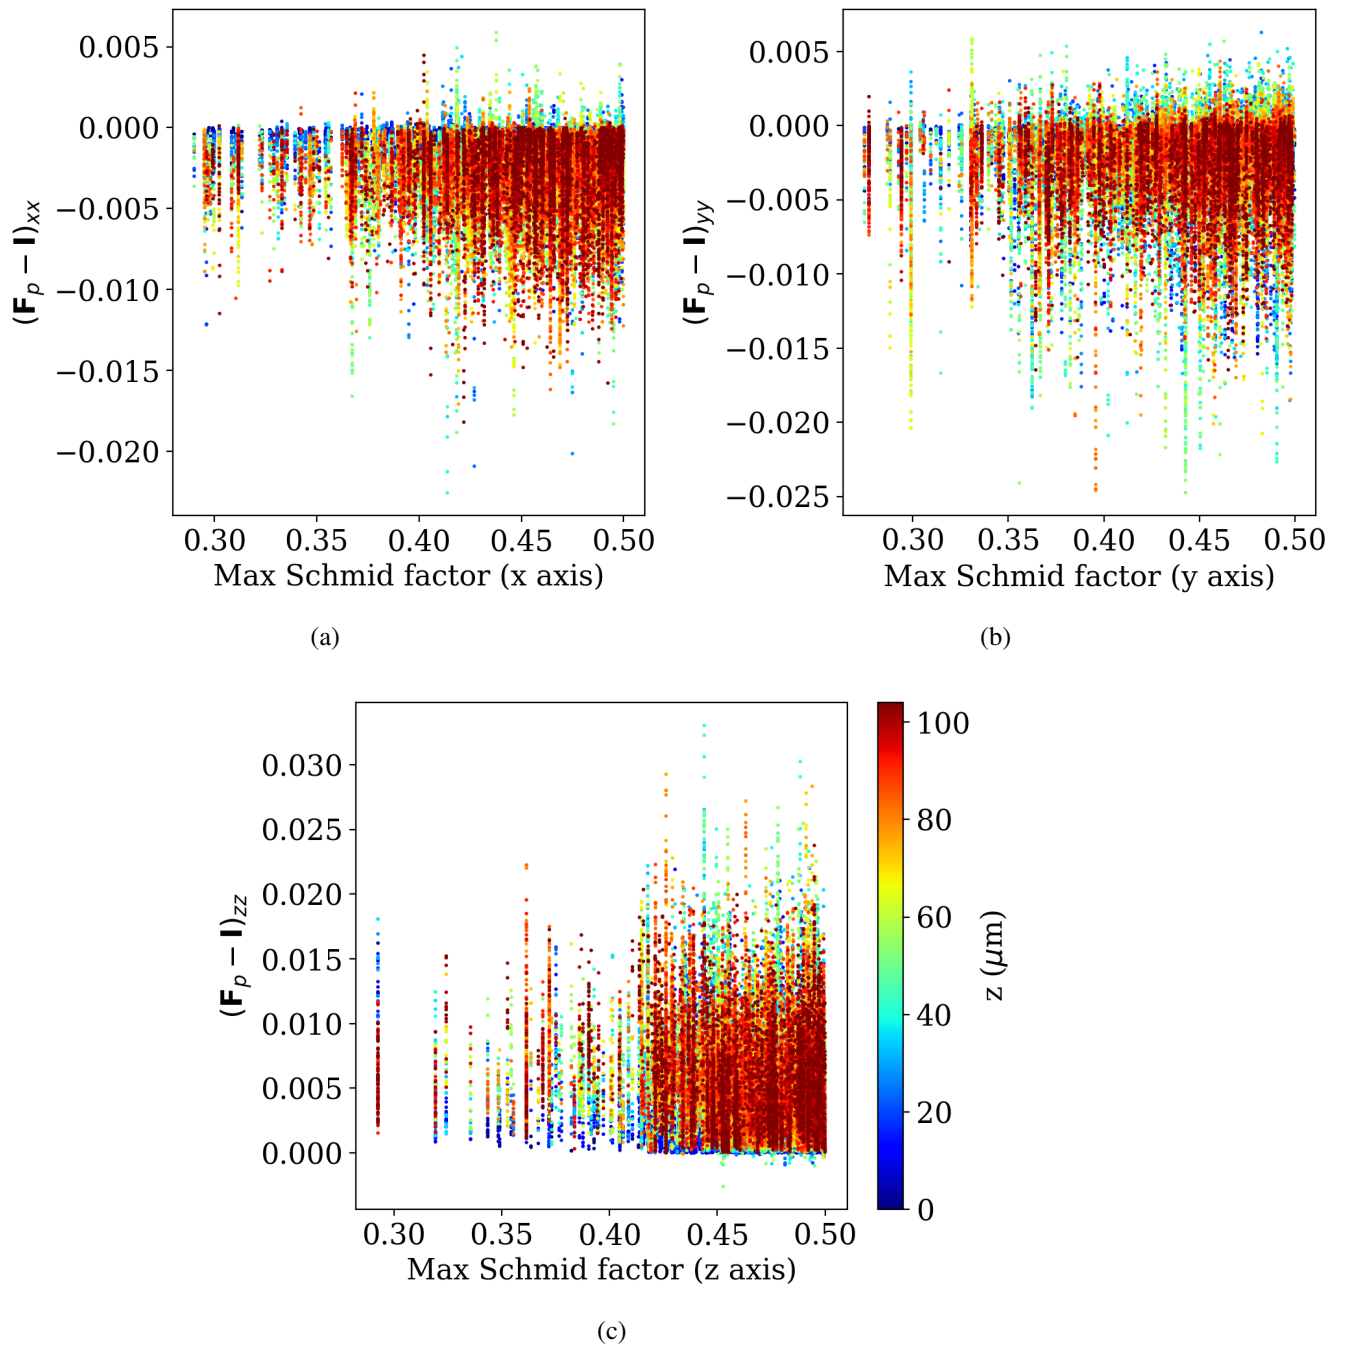 0.005
0.000
−0.005
−0.010
−0.015
−0.020
(F_p − I)_xx
0.30 0.35 0.40 0.45 0.50
Max Schmid factor (x axis)
(a)
0.005
0.000
−0.005
−0.010
−0.015
−0.020
−0.025
(F_p − I)_yy
0.30 0.35 0.40 0.45 0.50
Max Schmid factor (y axis)
(b)
0.030
0.025
0.020
0.015
0.010
0.005
0.000
(F_p − I)_zz
0.30 0.35 0.40 0.45 0.50
Max Schmid factor (z axis)
100
80
60
40
20
0
z (μm)
(c)